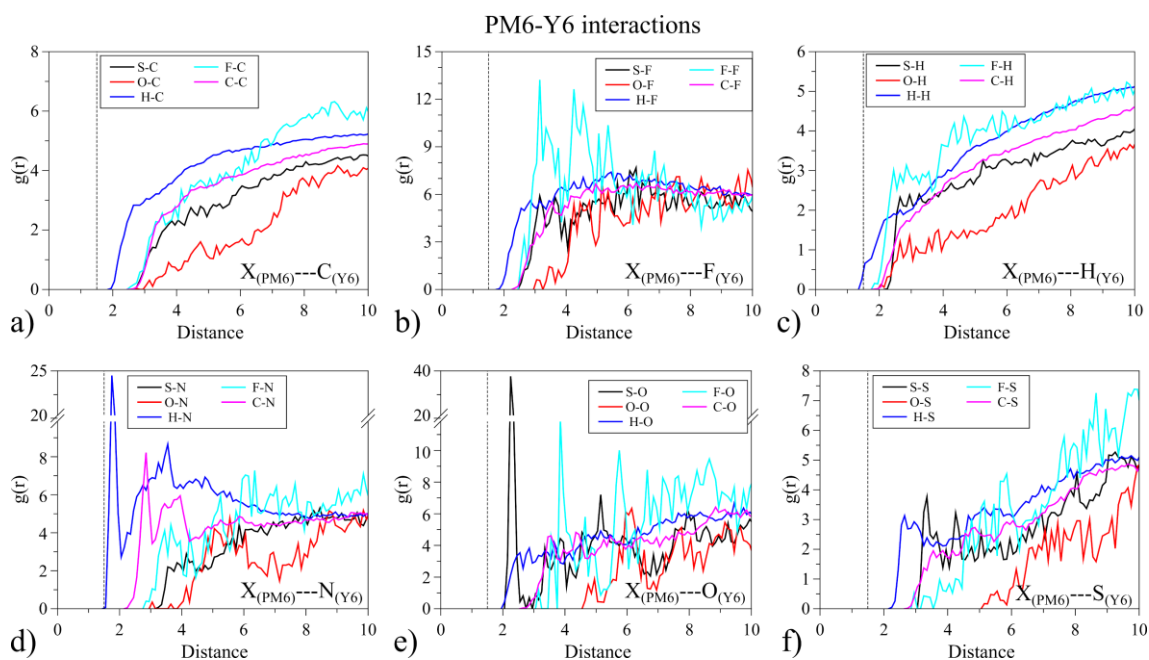 PM6-Y6 interactions
8
6
4
2
0
g(r)
S-C F-C
O-C C-C
H-C
X(PM6)---C(Y6)
0 2 4 6 8 10
Distance
a)
15
12
9
6
3
0
g(r)
S-F F-F
O-F C-F
H-F
X(PM6)---F(Y6)
0 2 4 6 8 10
Distance
b)
6
5
4
3
2
1
0
g(r)
S-H F-H
O-H C-H
H-H
X(PM6)---H(Y6)
0 2 4 6 8 10
Distance
c)
25
20
8
6
4
2
0
g(r)
S-N F-N
O-N C-N
H-N
X(PM6)---N(Y6)
0 2 4 6 8 10
Distance
d)
40
20
10
8
6
4
2
0
g(r)
S-O F-O
O-O C-O
H-O
X(PM6)---O(Y6)
0 2 4 6 8 10
Distance
e)
8
7
6
5
4
3
2
1
0
g(r)
S-S F-S
O-S C-S
H-S
X(PM6)---S(Y6)
0 2 4 6 8 10
Distance
f)